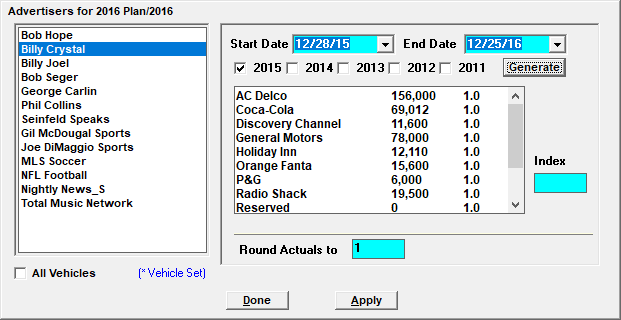 Advertisers for 2016 Plan/2016
Bob Hope
Billy Crystal
Billy Joel
Bob Seger
George Carlin
Phil Collins
Seinfeld Speaks
Gil McDougal Sports
Joe DiMaggio Sports
MLS Soccer
NFL Football
Nightly News_S
Total Music Network
All Vehicles (* Vehicle Set)
Start Date 12/28/15 End Date 12/25/16
2015 2014 2013 2012 2011 Generate
AC Delco 156,000 1.0
Coca-Cola 69,012 1.0
Discovery Channel 11,600 1.0
General Motors 78,000 1.0
Holiday Inn 12,110 1.0
Orange Fanta 15,600 1.0
P&G 6,000 1.0
Radio Shack 19,500 1.0
Reserved 0 1.0
Index
Round Actuals to 1
Done Apply